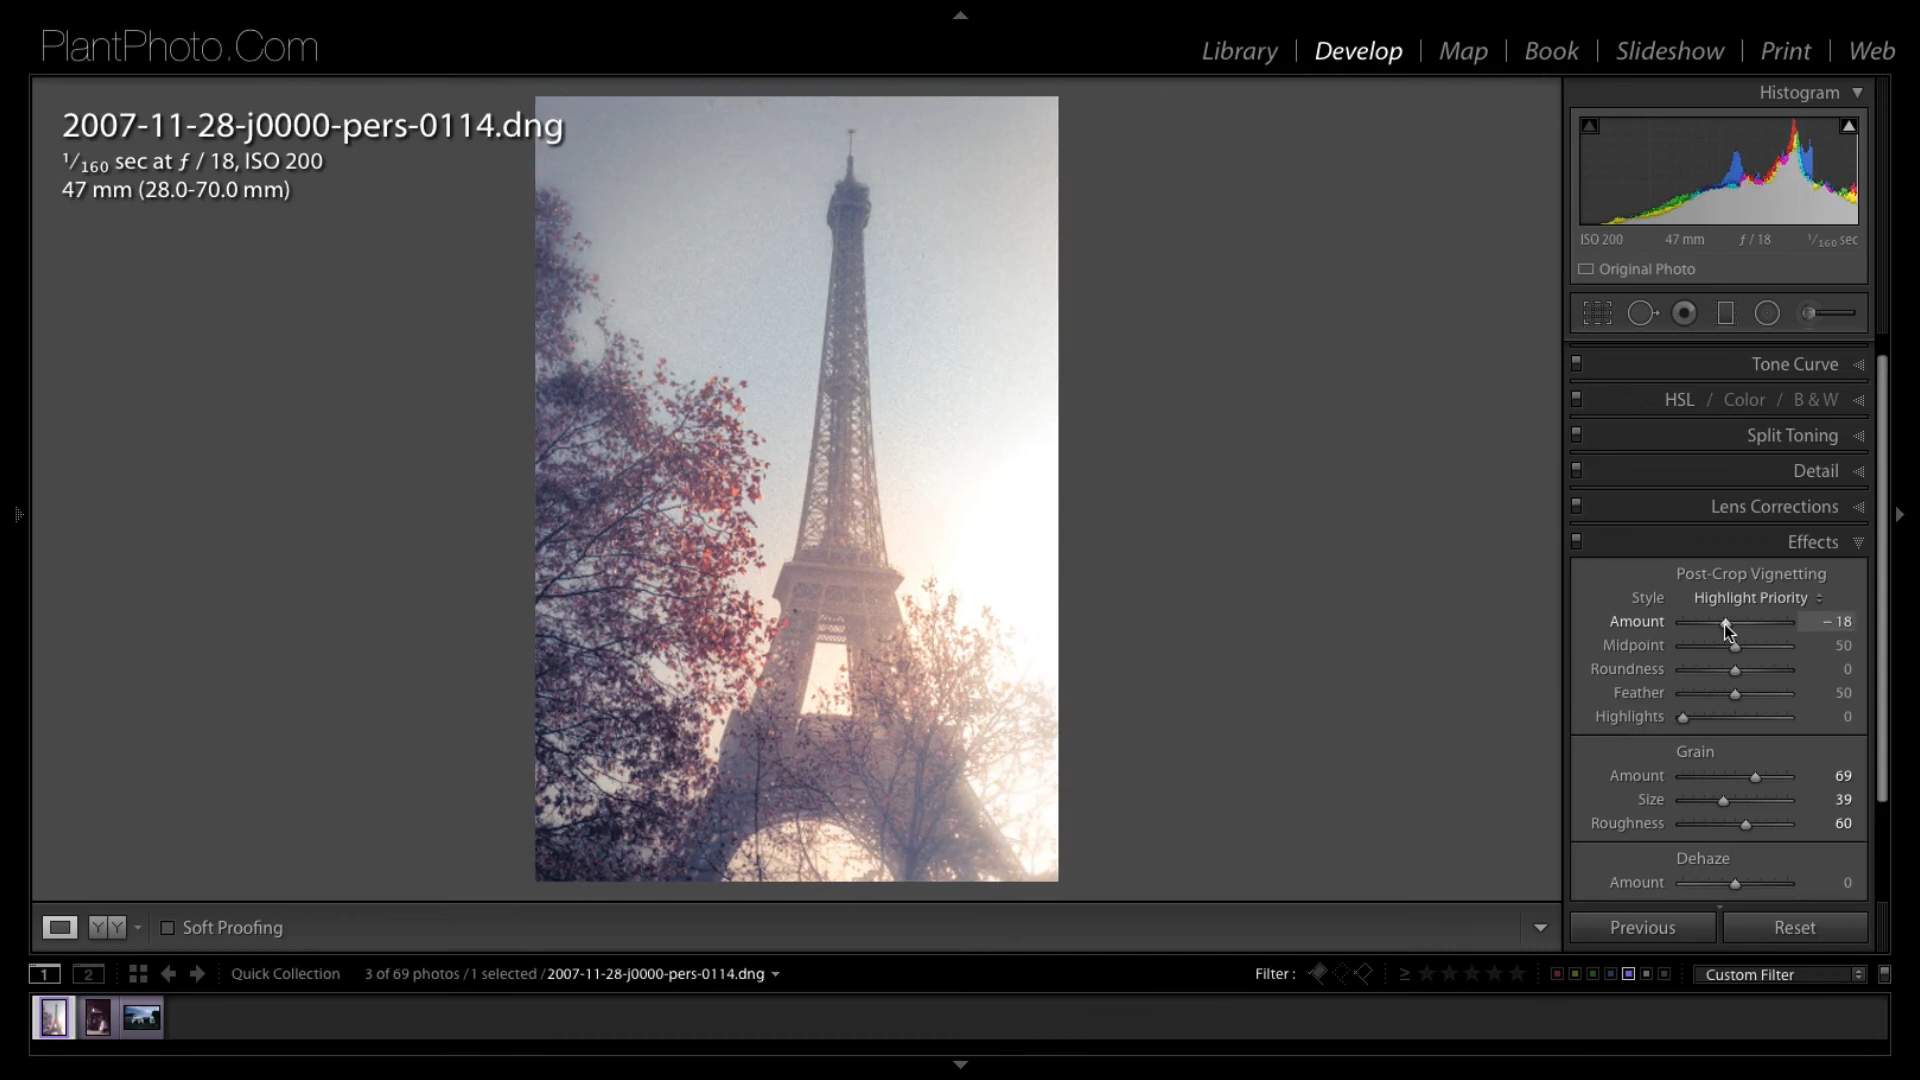 PlantPhoto.Com
Library | Develop | Map | Book | Slideshow | Print | Web
2007-11-28-j0000-pers-0114.dng
1/160 sec at ƒ / 18, ISO 200
47 mm (28.0-70.0 mm)
Histogram
ISO 200 47 mm ƒ / 18 1/160 sec
Original Photo
Tone Curve
HSL / Color / B & W
Split Toning
Detail
Lens Corrections
Effects
Post-Crop Vignetting
Style Highlight Priority
Amount – 18
Midpoint 50
Roundness 0
Feather 50
Highlights 0
Grain
Amount 69
Size 39
Roughness 60
Dehaze
Amount 0
YY Soft Proofing
Previous Reset
1 2 Quick Collection 3 of 69 photos / 1 selected / 2007-11-28-j0000-pers-0114.dng Filter : ≥ Custom Filter